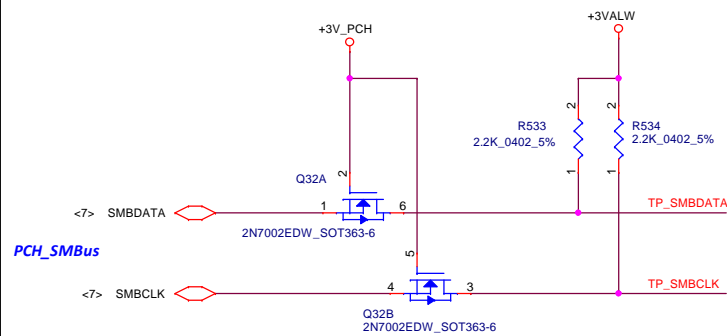 +3V_PCH
+3VALW
2
2
R533
2.2K_0402_5%
R534
2.2K_0402_5%
2
1
1
Q32A
<7> SMBDATA
1
6
TP_SMBDATA
2N7002EDW_SOT363-6
PCH_SMBus
5
<7> SMBCLK
4
3
TP_SMBCLK
Q32B
2N7002EDW_SOT363-6